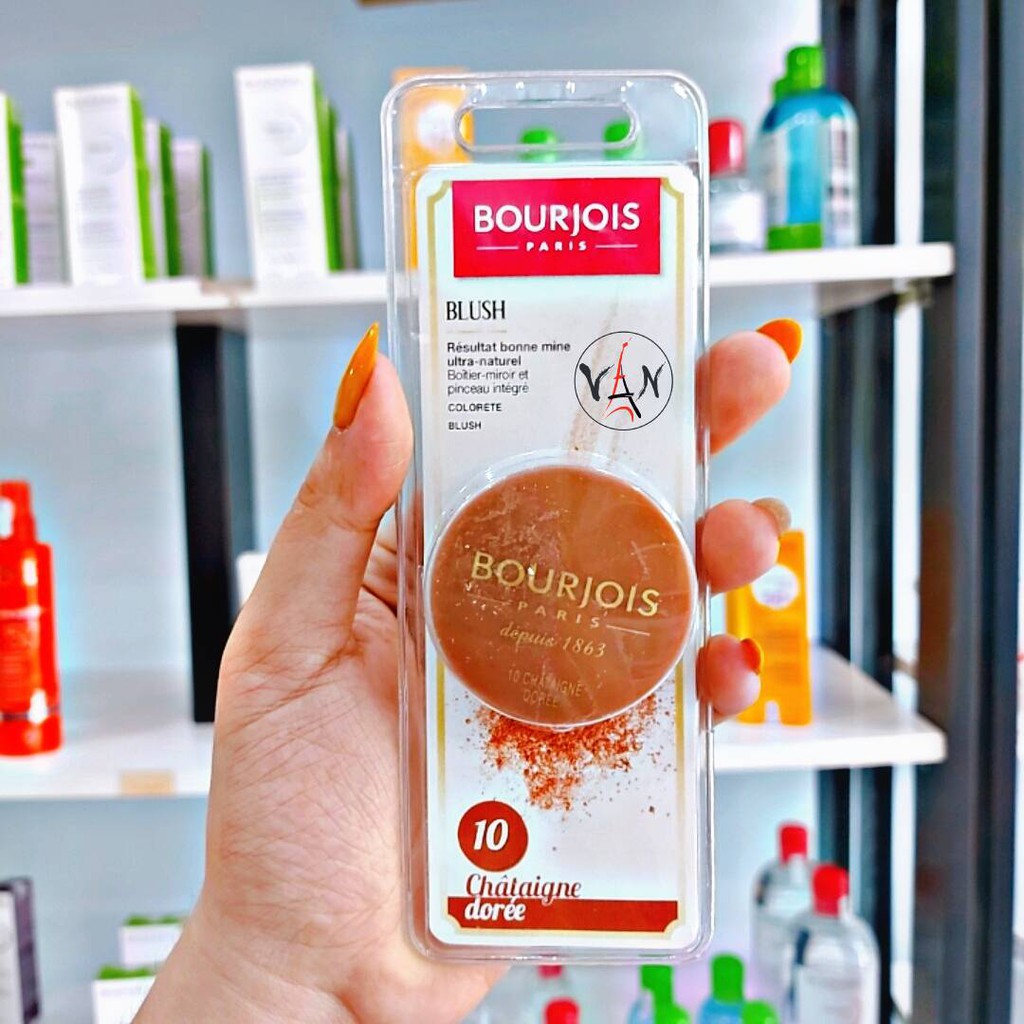 BOURJOIS
PARIS
BLUSH
Résultat bonne mine
ultra-naturel
Boîtier-miroir et
pinceau intégré
COLORETE
BLUSH
VAN
BOURJOIS
PARIS
depuis 1863
10 CHÂTAIGNE
DORÉE
10
Châtaigne
dorée